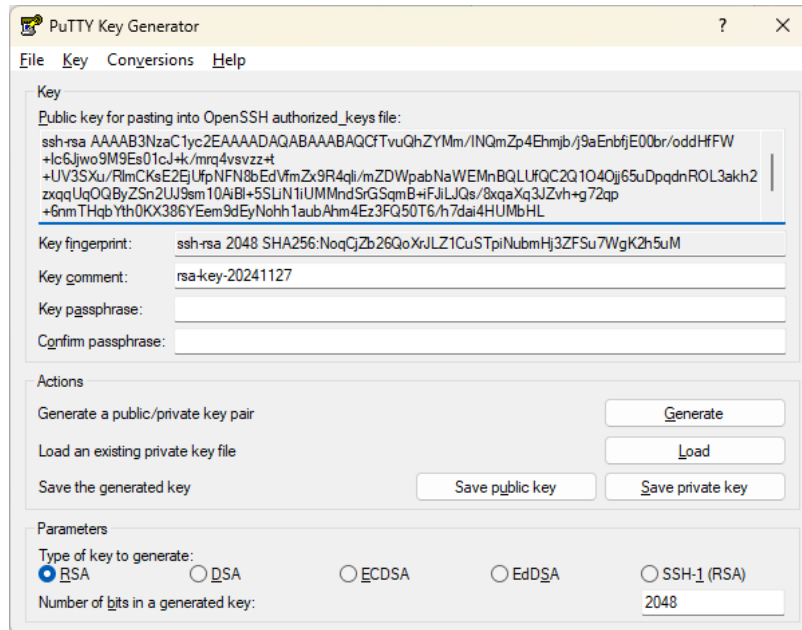 PuTTY Key Generator
? ×
File Key Conversions Help
Key
Public key for pasting into OpenSSH authorized_keys file:
ssh-rsa AAAAB3NzaC1yc2EAAAADAQABAAABAQCfTvuQhZYMm/INQmZp4Ehmjb/j9aEnbfjE00br/oddHfFW
+Ic6Jjwo9M9Es01cJ+k/mrq4vsvzz+t
+UV3SXu/RlmCKsE2EjUfpNFN8bEdVfmZx9R4qli/mZDWpabNaWEMnBQLUfQC2Q1O4Ojj65uDpqdnROL3akh2
zxqqUqOQByZSn2UJ9sm10AiBl+5SLiN1iUMMndSrGSqmB+iFJiLJQs/8xqaXq3JZvh+g72qp
+6nmTHqbYth0KX386YEem9dEyNohh1aubAhm4Ez3FQ50T6/h7dai4HUMbHL
Key fingerprint: ssh-rsa 2048 SHA256:NoqCjZb26QoXrJLZ1CuSTpiNubmHj3ZFSu7WgK2h5uM
Key comment: rsa-key-20241127
Key passphrase:
Confirm passphrase:
Actions
Generate a public/private key pair Generate
Load an existing private key file Load
Save the generated key Save public key Save private key
Parameters
Type of key to generate:
RSA DSA ECDSA EdDSA SSH-1 (RSA)
Number of bits in a generated key: 2048